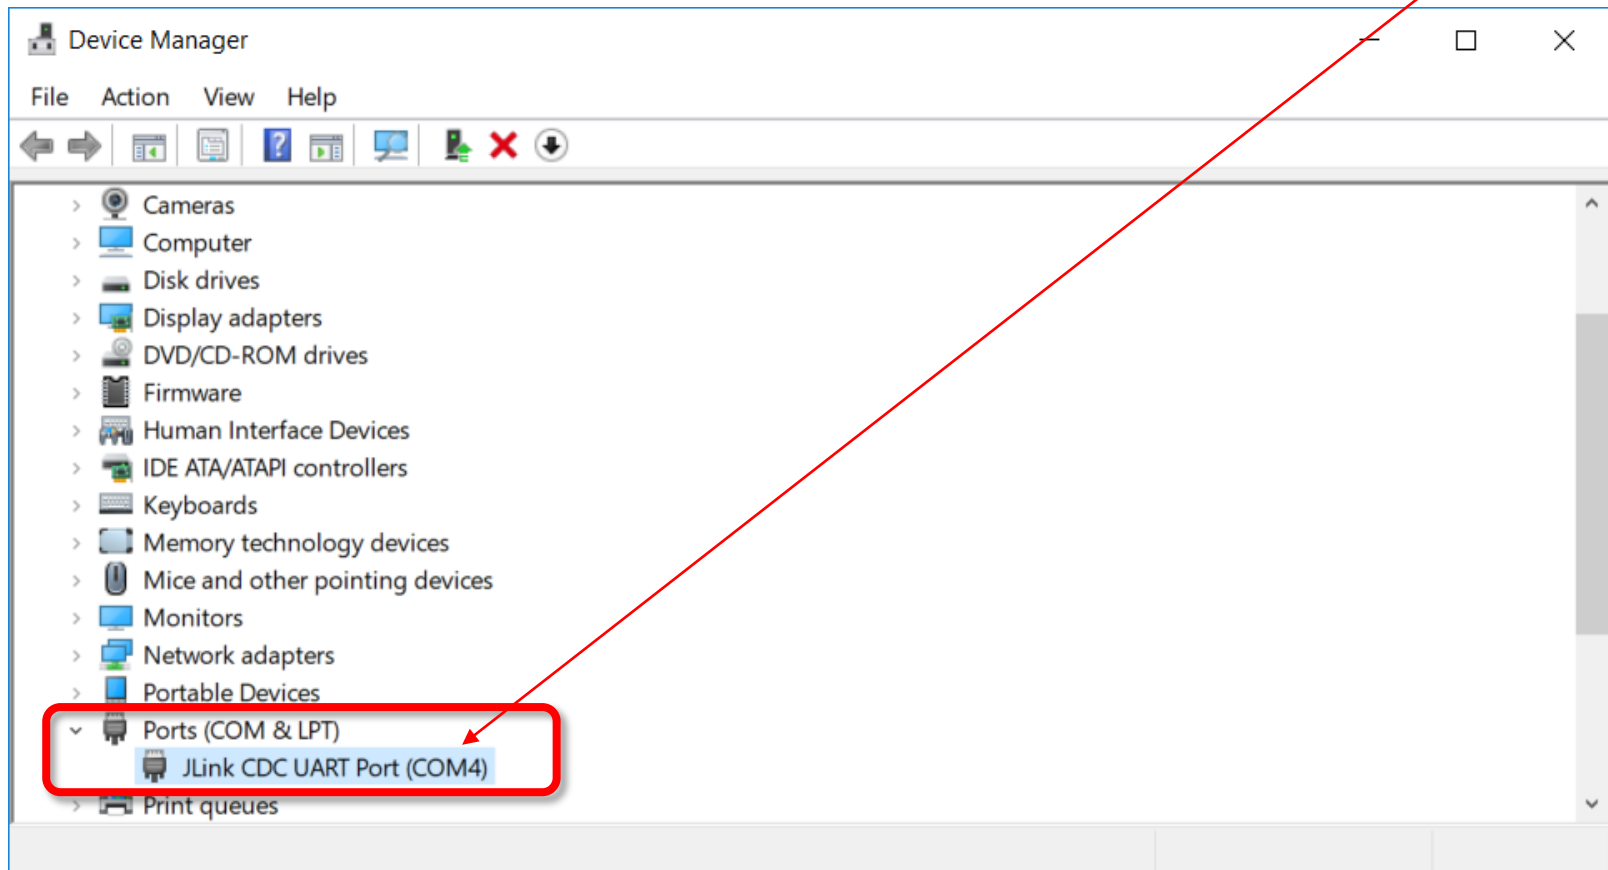 Device Manager
File Action View Help
Cameras
Computer
Disk drives
Display adapters
DVD/CD-ROM drives
Firmware
Human Interface Devices
IDE ATA/ATAPI controllers
Keyboards
Memory technology devices
Mice and other pointing devices
Monitors
Network adapters
Portable Devices
Ports (COM & LPT)
JLink CDC UART Port (COM4)
Print queues